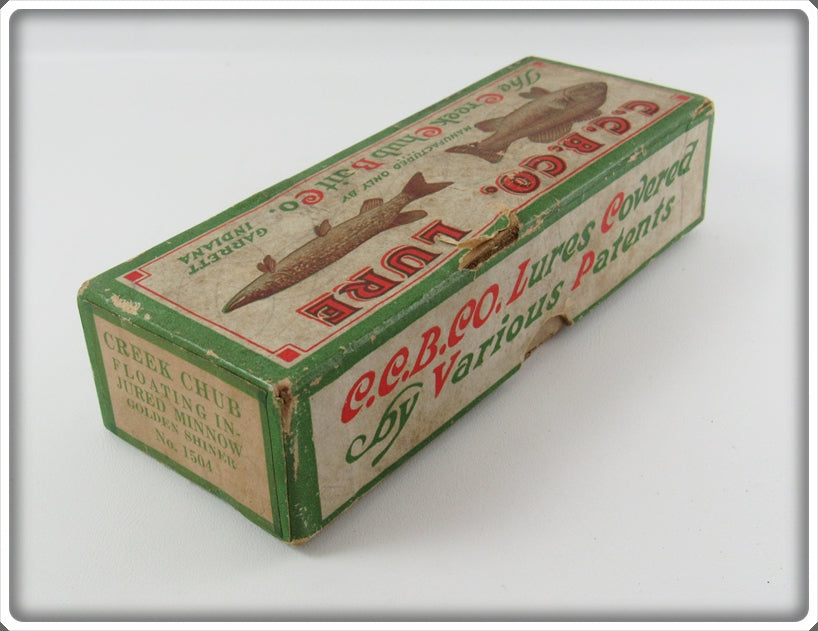 C.C.B.CO. LURE
MANUFACTURED ONLY BY
The Creek Chub Bait Co.
GARRETT
INDIANA
C.C.B.CO. Lures Covered
by Various Patents
CREEK CHUB
FLOATING IN-
JURED MINNOW
GOLDEN SHINER
No. 1504